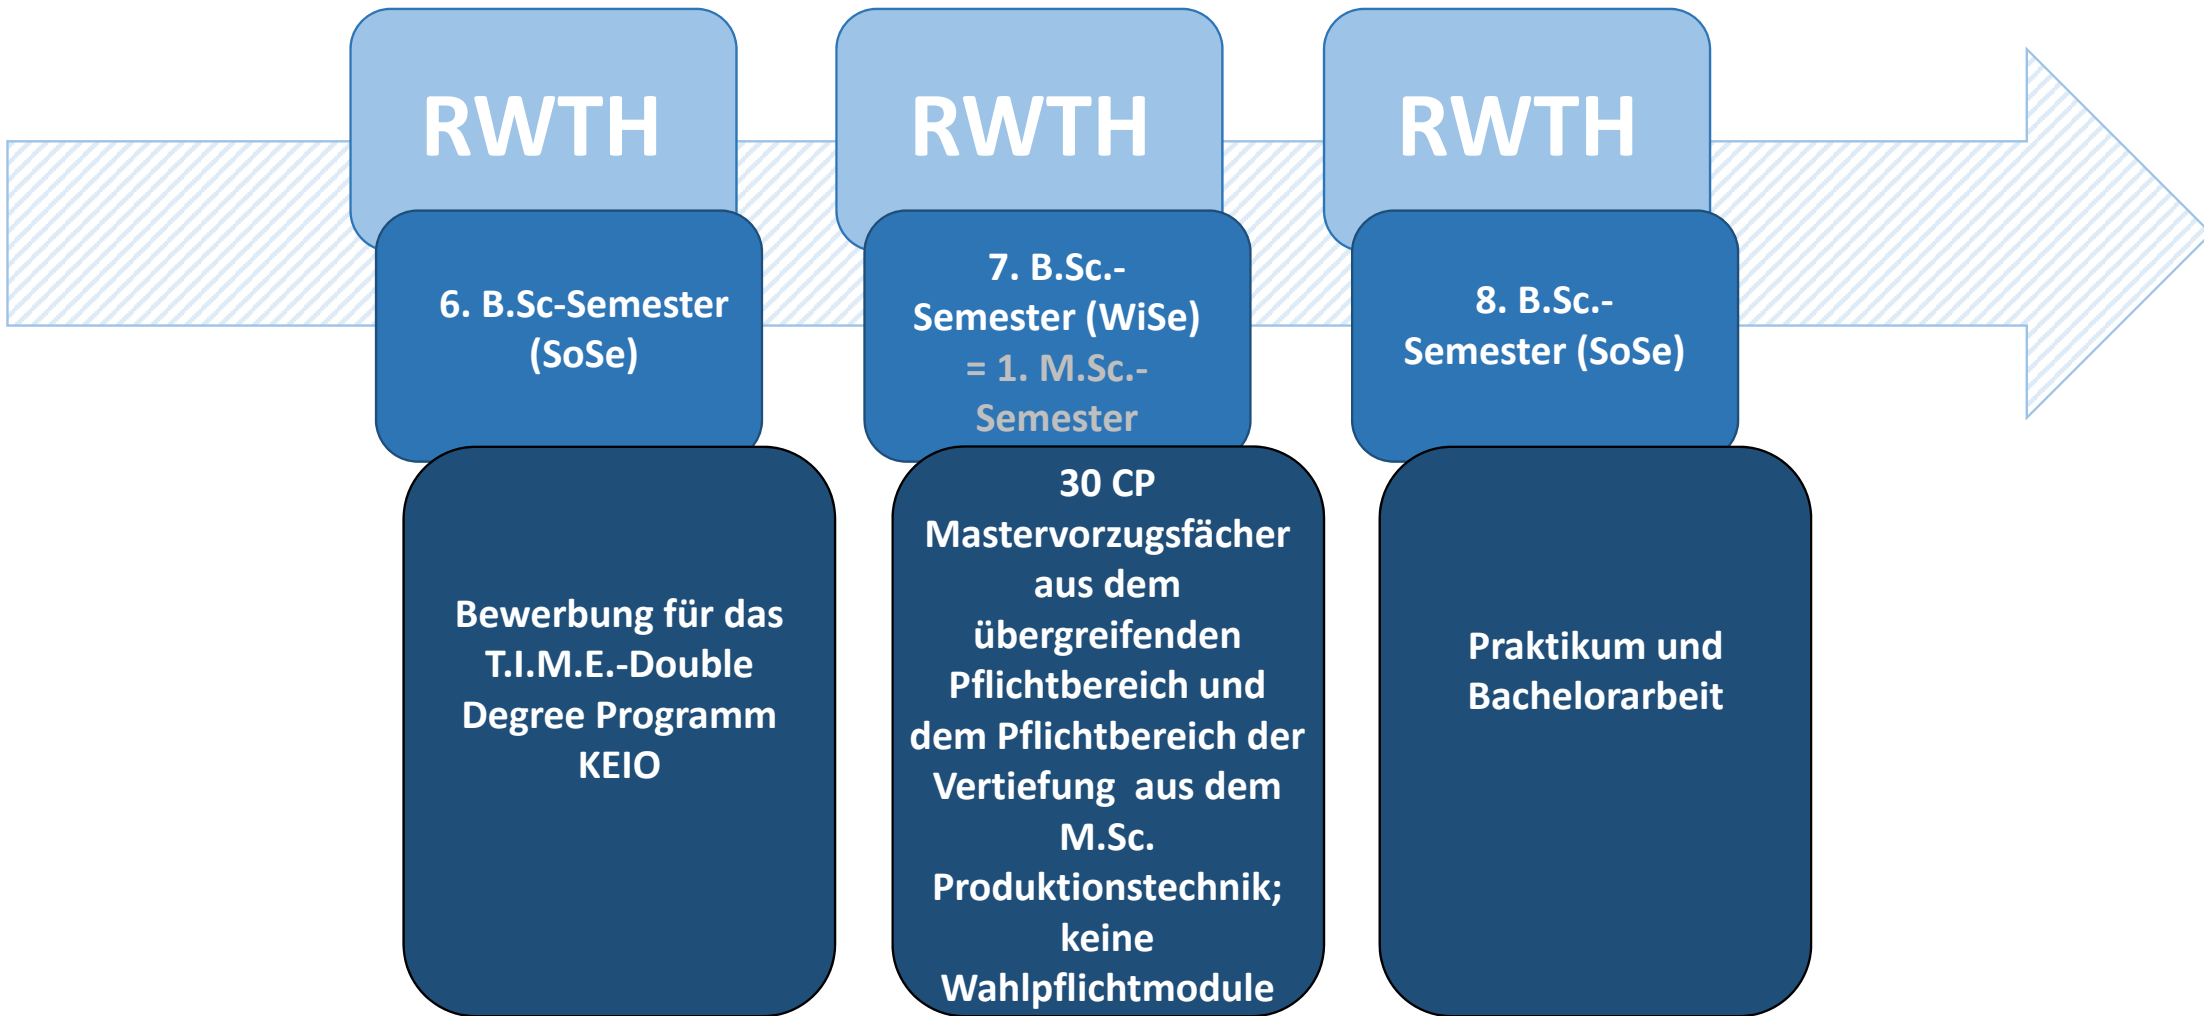 RWTH
6. B.Sc-Semester
(SoSe)
Bewerbung für das
T.I.M.E.-Double
Degree Programm
KEIO
RWTH
7. B.Sc.-
Semester (WiSe)
= 1. M.Sc.-
Semester
30 CP
Mastervorzugsfächer
aus dem
übergreifenden
Pflichtbereich und
dem Pflichtbereich der
Vertiefung  aus dem
M.Sc.
Produktionstechnik;
keine
Wahlpflichtmodule
RWTH
8. B.Sc.-
Semester (SoSe)
Praktikum und
Bachelorarbeit